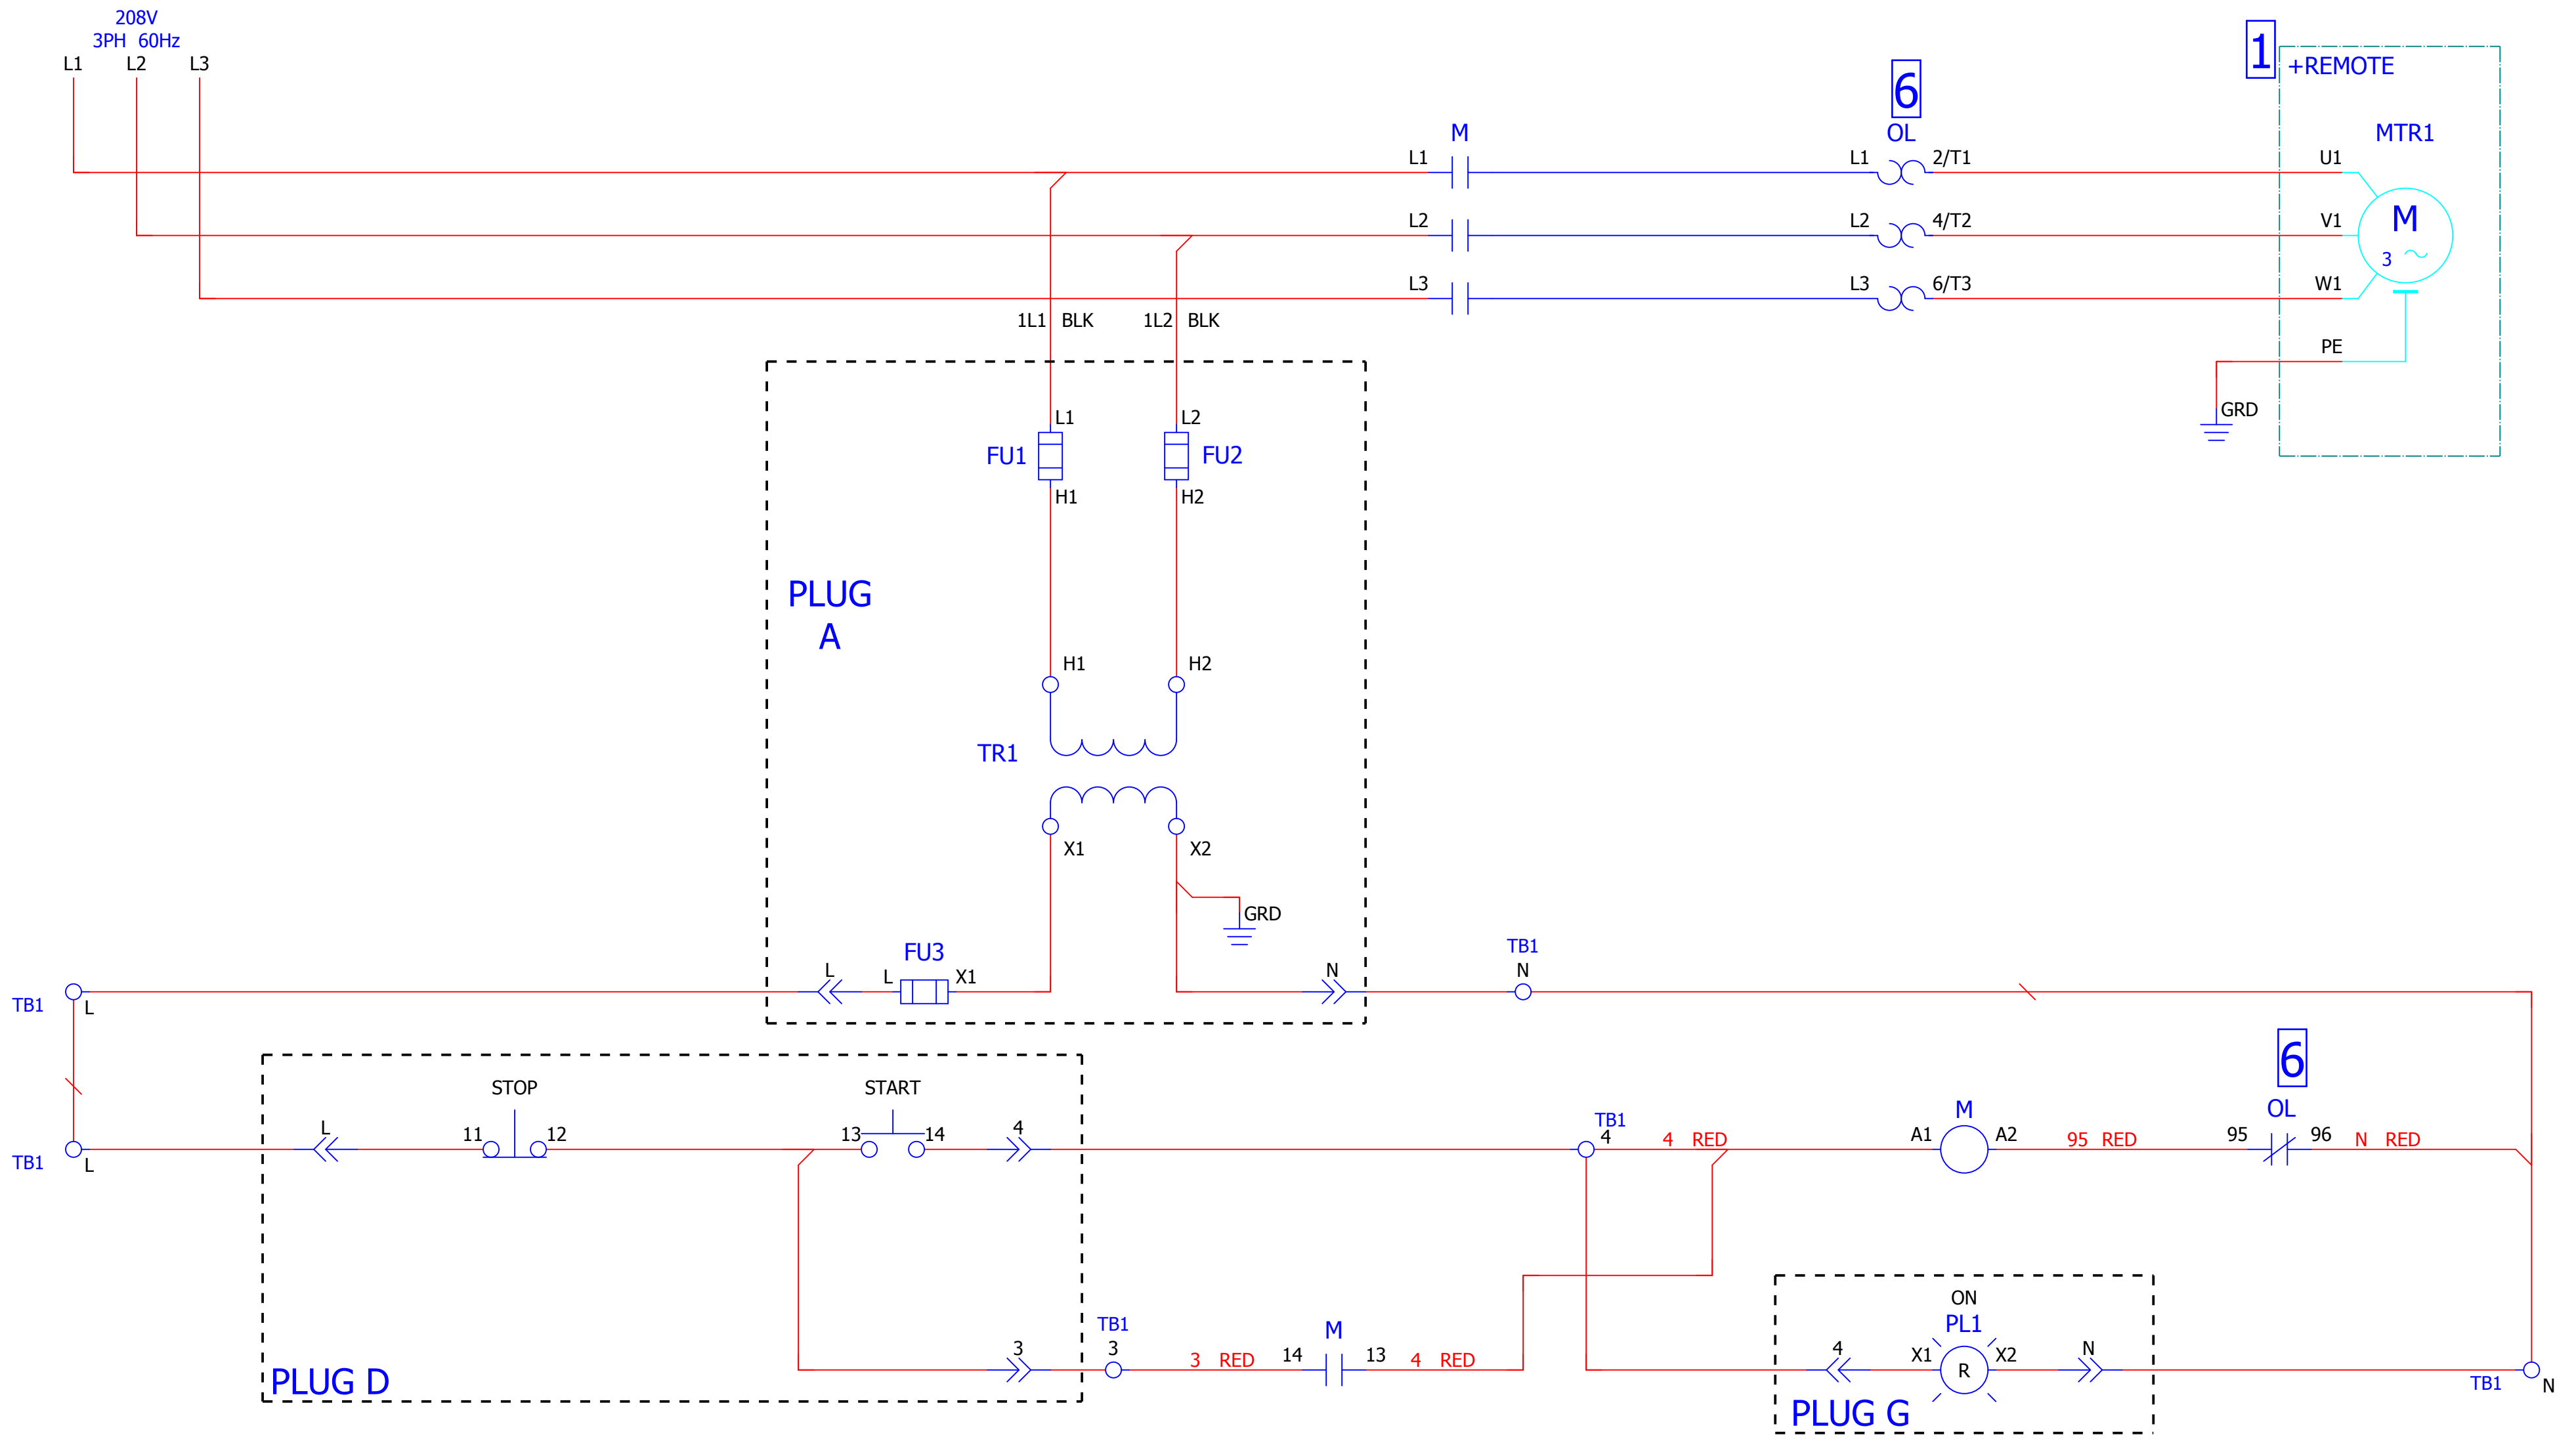 208V
3PH 60Hz
L1 L2 L3
1
+REMOTE
6
M OL MTR1
L1 L1 2/T1 U1
L2 L2 4/T2 V1
M
3
L3 L3 6/T3 W1
1L1 BLK 1L2 BLK
PE
GRD
L1 L2
FU1 FU2
H1 H2
PLUG
A
H1 H2
TR1
X1 X2
GRD
FU3
TB1
L L X1 N N
TB1 L
6
STOP START
OL
M
TB1
L 11 12 13 14 4 4 4 RED A1 A2 95 RED 95 96 N RED
TB1 L
ON
PL1
TB1 M
3 3 3 RED 14 13 4 RED 4 X1 R X2 N
PLUG D
TB1 N
PLUG G